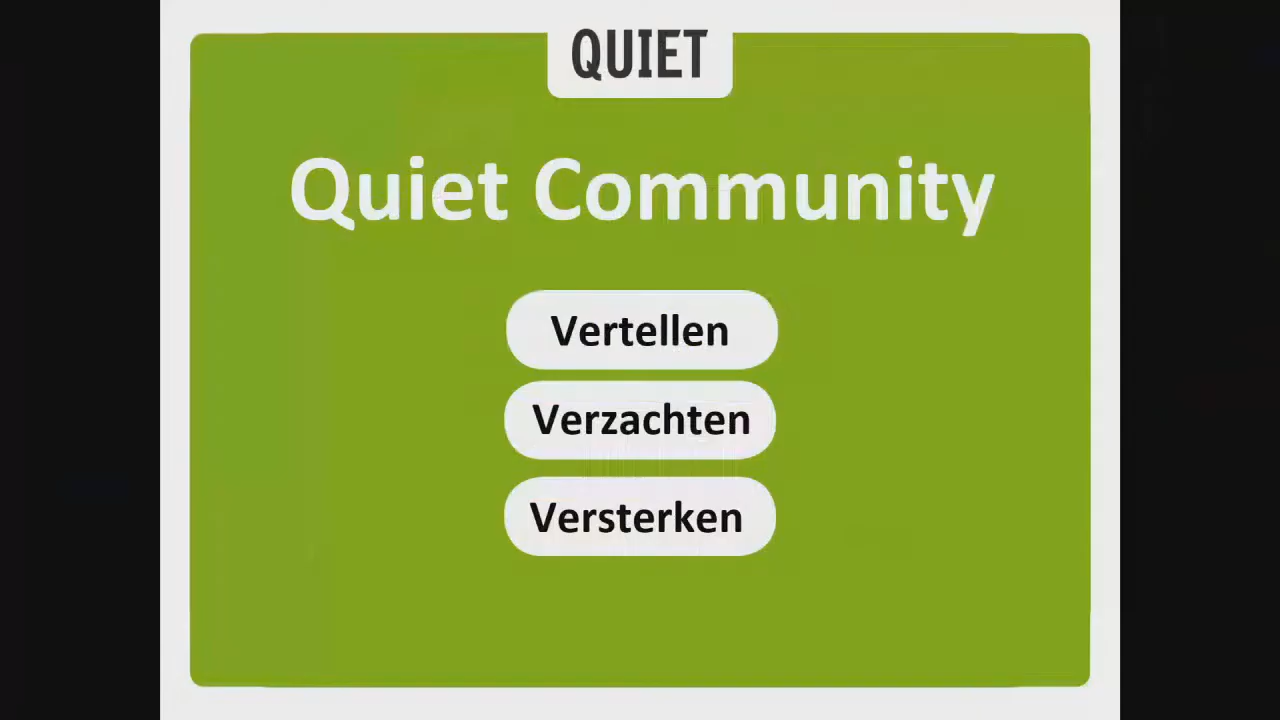 QUIET
Quiet Community
Vertellen
Verzachten
Versterken